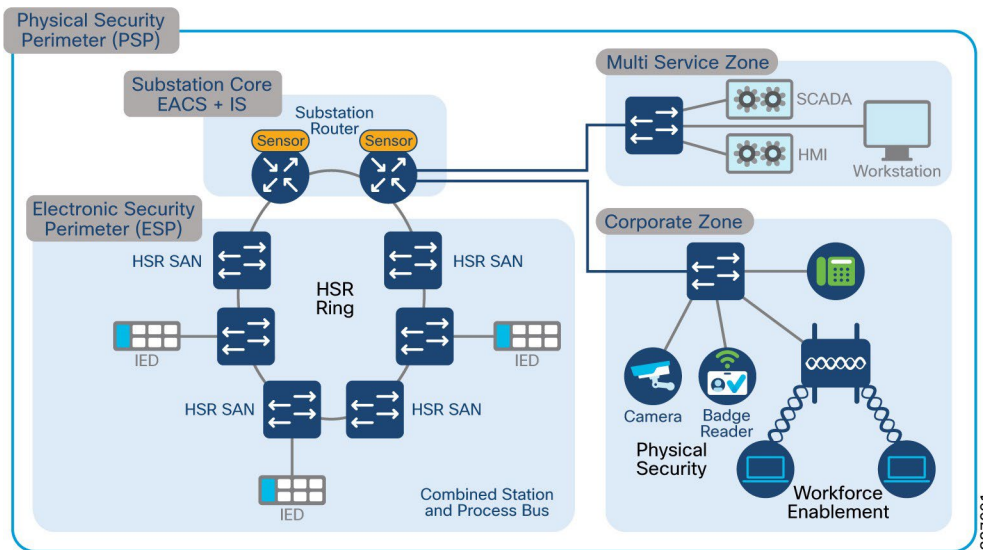 Physical Security
Perimeter (PSP)
Substation Core
EACS + IS
Substation
Router
Sensor
Sensor
Multi Service Zone
SCADA
HMI
Workstation
Electronic Security
Perimeter (ESP)
HSR SAN
HSR SAN
HSR
Ring
IED
IED
HSR SAN
HSR SAN
IED
Combined Station
and Process Bus
Corporate Zone
Camera
Badge
Reader
Physical
Security
Workforce
Enablement